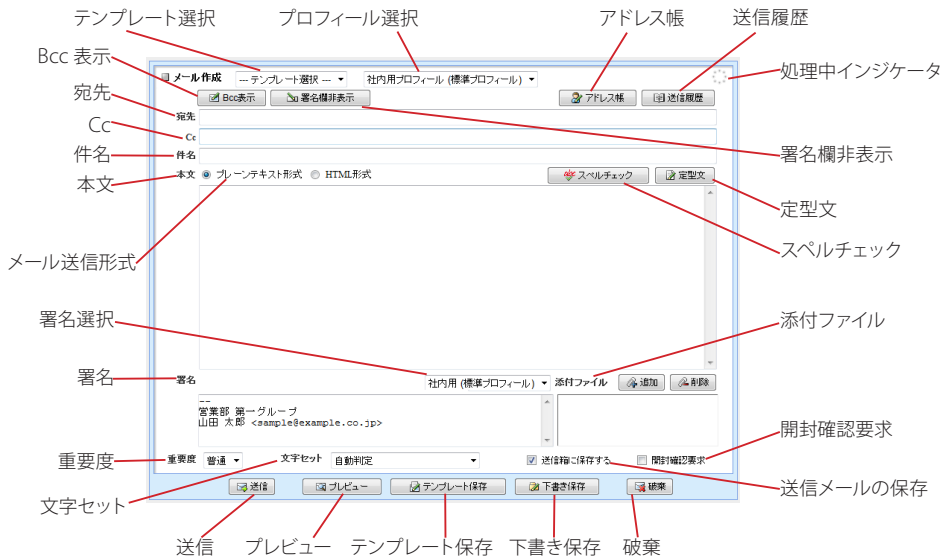 テンプレート選択 プロフィール選択 アドレス帳 送信履歴
Bcc 表示
処理中インジケータ
メール作成 --- テンプレート選択 --- 社内用プロフィール (標準プロフィール)
宛先
Bcc表示 署名欄非表示 アドレス帳 送信履歴
宛先
Cc
Cc
件名 件名
署名欄非表示
本文 本文 プレーンテキスト形式 HTML形式 スペルチェック 定型文
定型文
スペルチェック
メール送信形式
署名選択
添付ファイル
署名 署名 社内用 (標準プロフィール) 添付ファイル 追加 削除
--
営業部 第一グループ
山田 太郎 <sample@example.co.jp>
開封確認要求
重要度 重要度 普通 文字セット 自動判定 送信箱に保存する 開封確認要求
送信メールの保存
文字セット
送信 プレビュー テンプレート保存 下書き保存 破棄
送信 プレビュー テンプレート保存 下書き保存 破棄